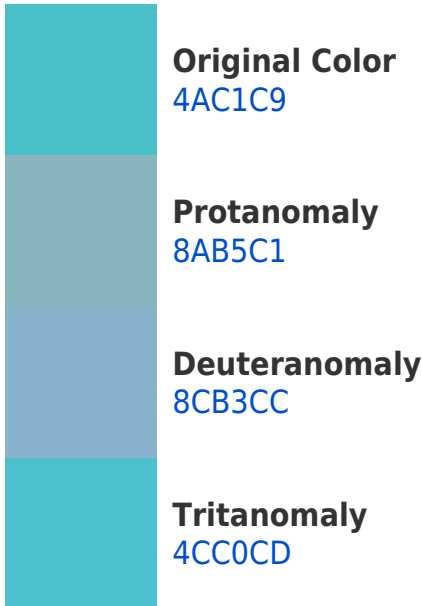 Original Color
4AC1C9
Protanomaly
8AB5C1
Deuteranomaly
8CB3CC
Tritanomaly
4CC0CD